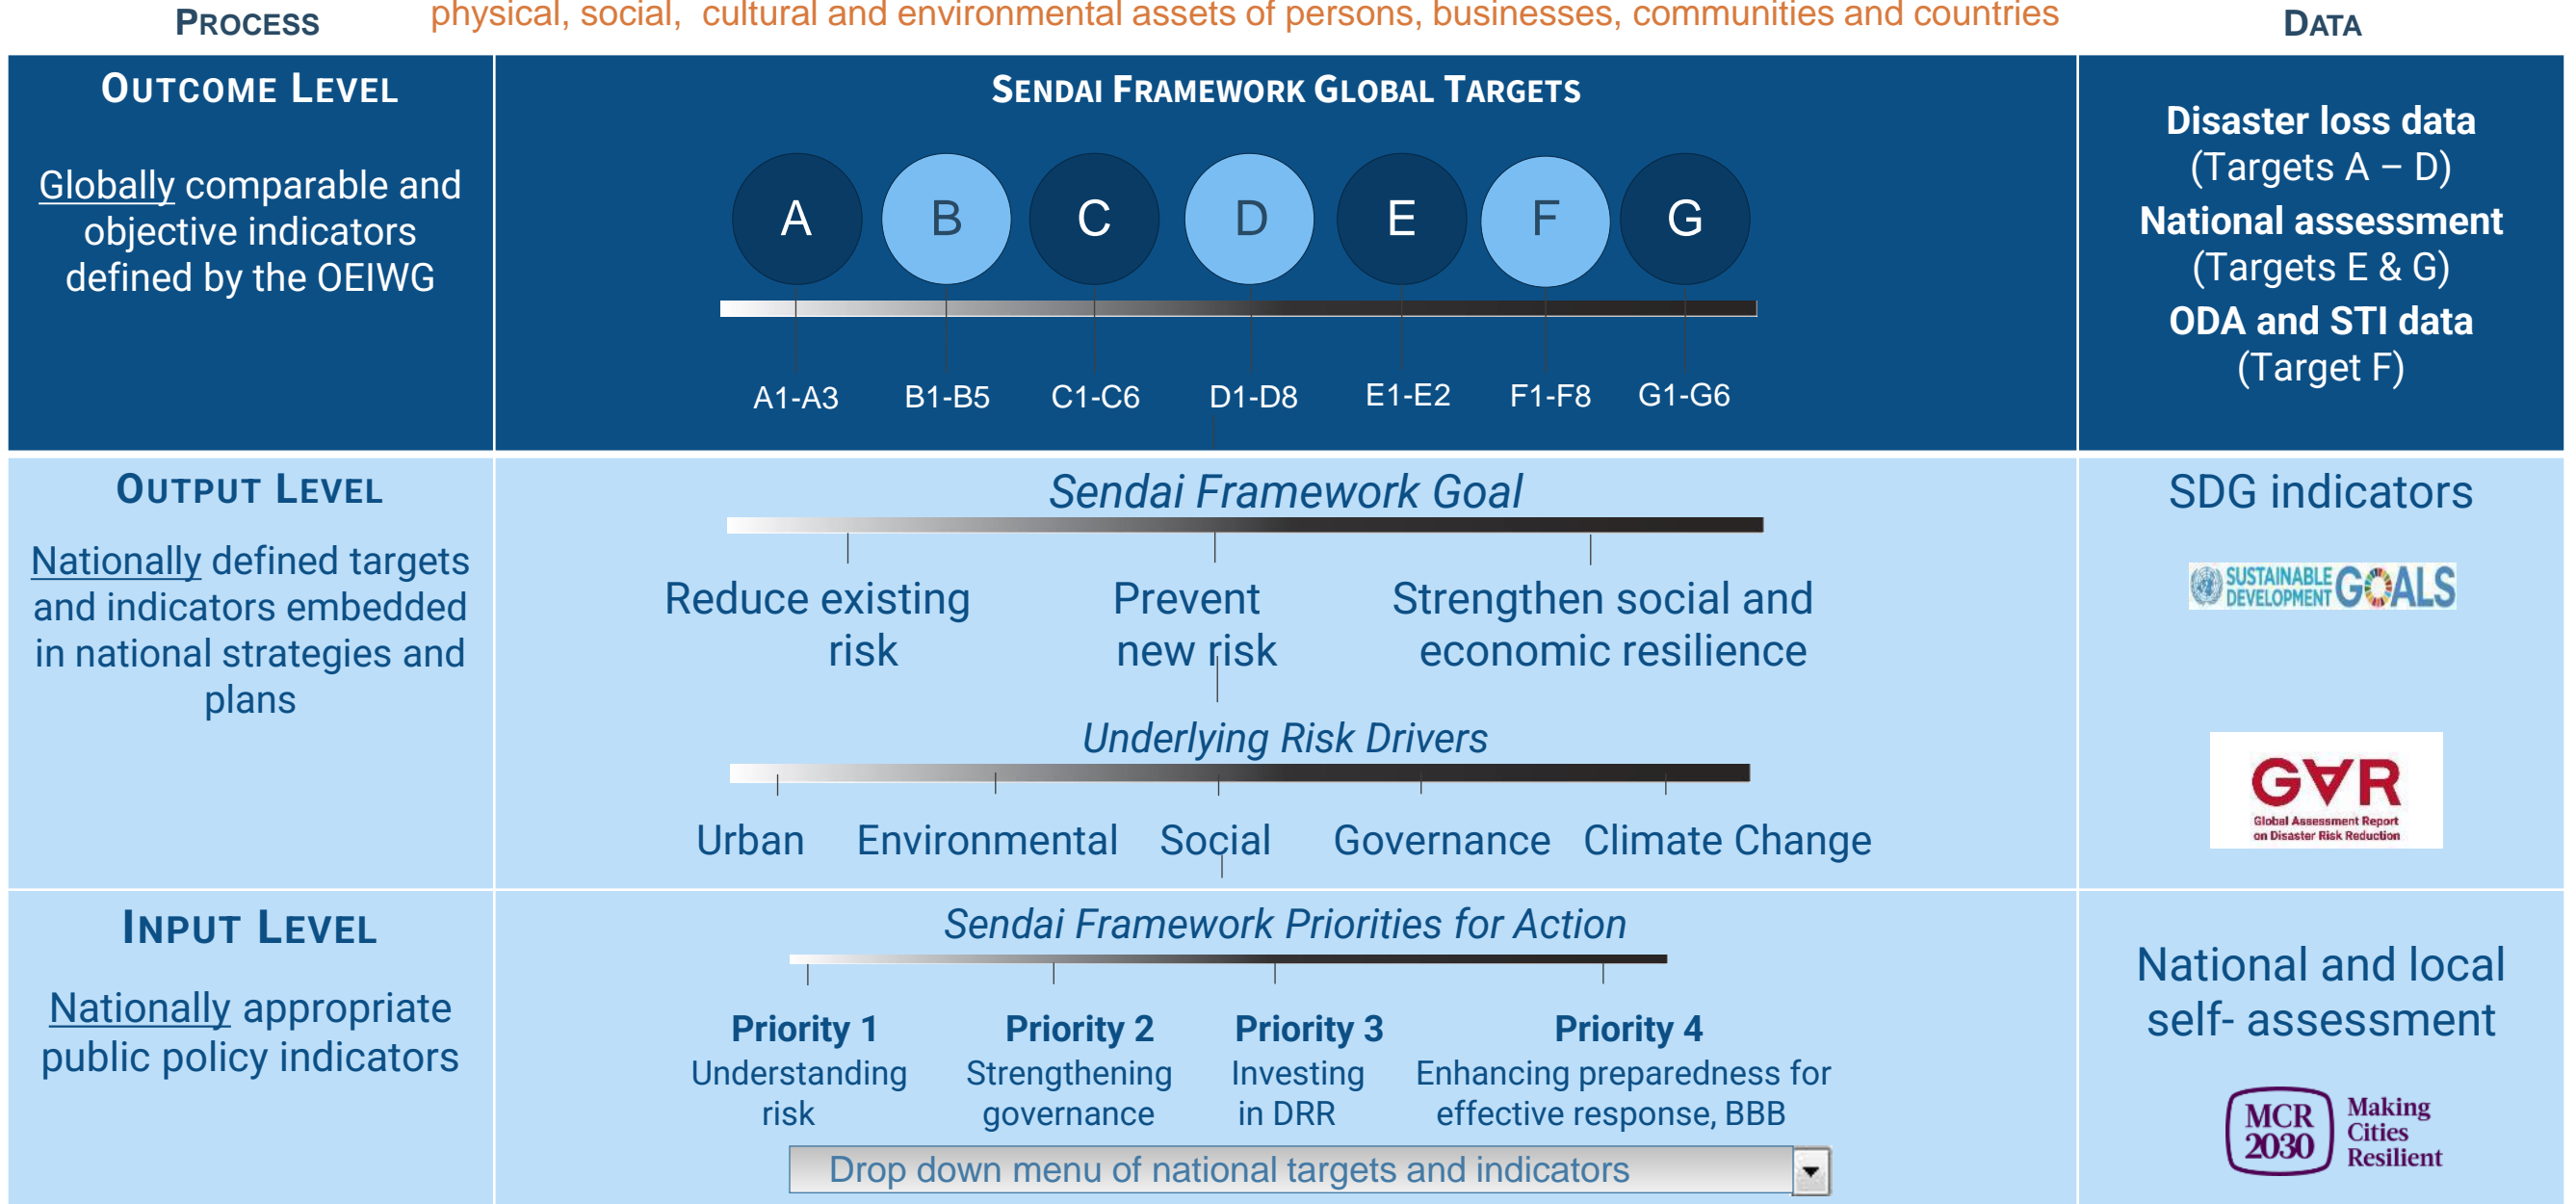 PROCESS
physical, social, cultural and environmental assets of persons, businesses, communities and countries
DATA
OUTCOME LEVEL
Globally comparable and
objective indicators
defined by the OEIWG
SENDAI FRAMEWORK GLOBAL TARGETS
A B C D E F G
A1-A3 B1-B5 C1-C6 D1-D8 E1-E2 F1-F8 G1-G6
Disaster loss data
(Targets A – D)
National assessment
(Targets E & G)
ODA and STI data
(Target F)
OUTPUT LEVEL
Nationally defined targets
and indicators embedded
in national strategies and
plans
Sendai Framework Goal
Reduce existing
risk
Prevent
new risk
Strengthen social and
economic resilience
Underlying Risk Drivers
Urban Environmental Social Governance Climate Change
SDG indicators
SUSTAINABLE
DEVELOPMENT
GOALS
GAR
Global Assessment Report
on Disaster Risk Reduction
INPUT LEVEL
Nationally appropriate
public policy indicators
Sendai Framework Priorities for Action
Priority 1
Understanding
risk
Priority 2
Strengthening
governance
Priority 3
Investing
in DRR
Priority 4
Enhancing preparedness for
effective response, BBB
Drop down menu of national targets and indicators
National and local
self- assessment
MCR
2030
Making
Cities
Resilient